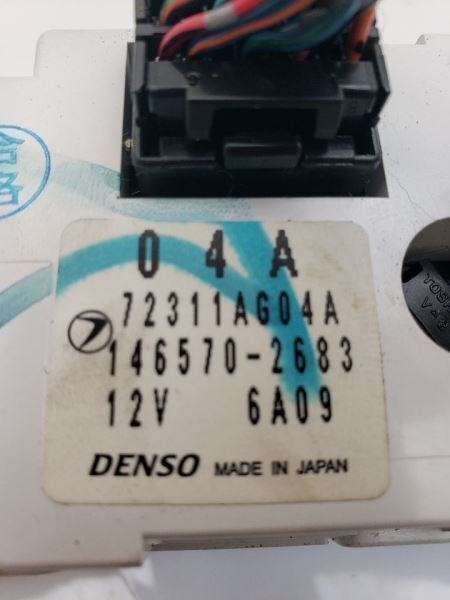 04A
72311AG04A
146570-2683
12V 6A09
DENSO MADE IN JAPAN